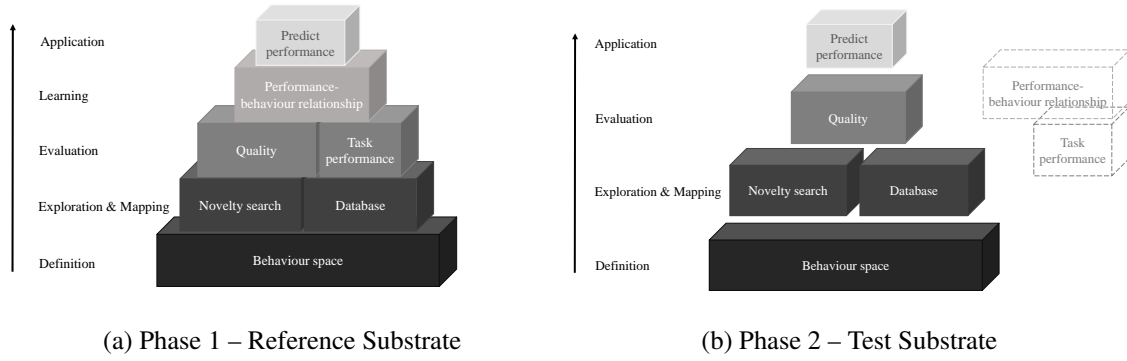 Application
Predict
performance
Learning
Performance-
behaviour relationship
Evaluation
Quality
Task
performance
Exploration & Mapping
Novelty search
Database
Definition
Behaviour space
(a) Phase 1 – Reference Substrate
Application
Predict
performance
Performance-
behaviour relationship
Evaluation
Quality
Task
performance
Exploration & Mapping
Novelty search
Database
Definition
Behaviour space
(b) Phase 2 – Test Substrate